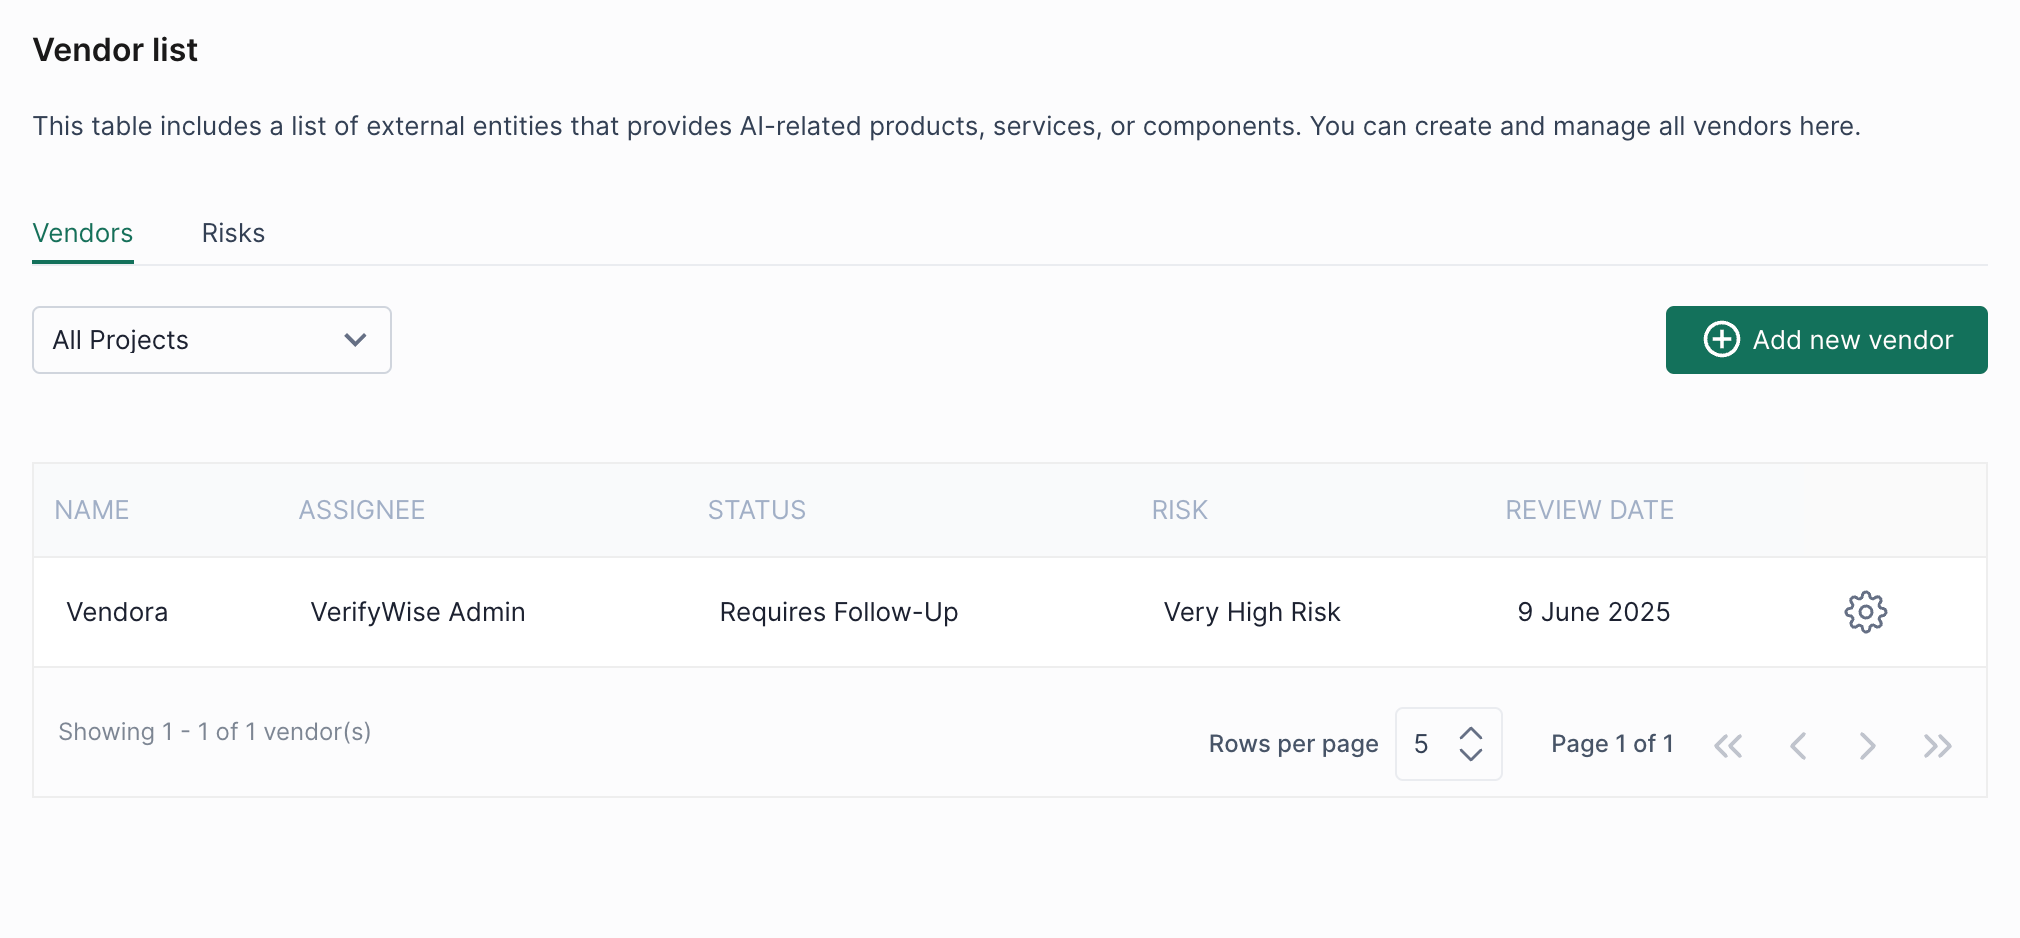 Vendor list
This table includes a list of external entities that provides AI-related products, services, or components. You can create and manage all vendors here.
Vendors Risks
All Projects Add new vendor
NAME ASSIGNEE STATUS RISK REVIEW DATE
Vendora VerifyWise Admin Requires Follow-Up Very High Risk 9 June 2025
Showing 1 - 1 of 1 vendor(s) Rows per page 5 Page 1 of 1